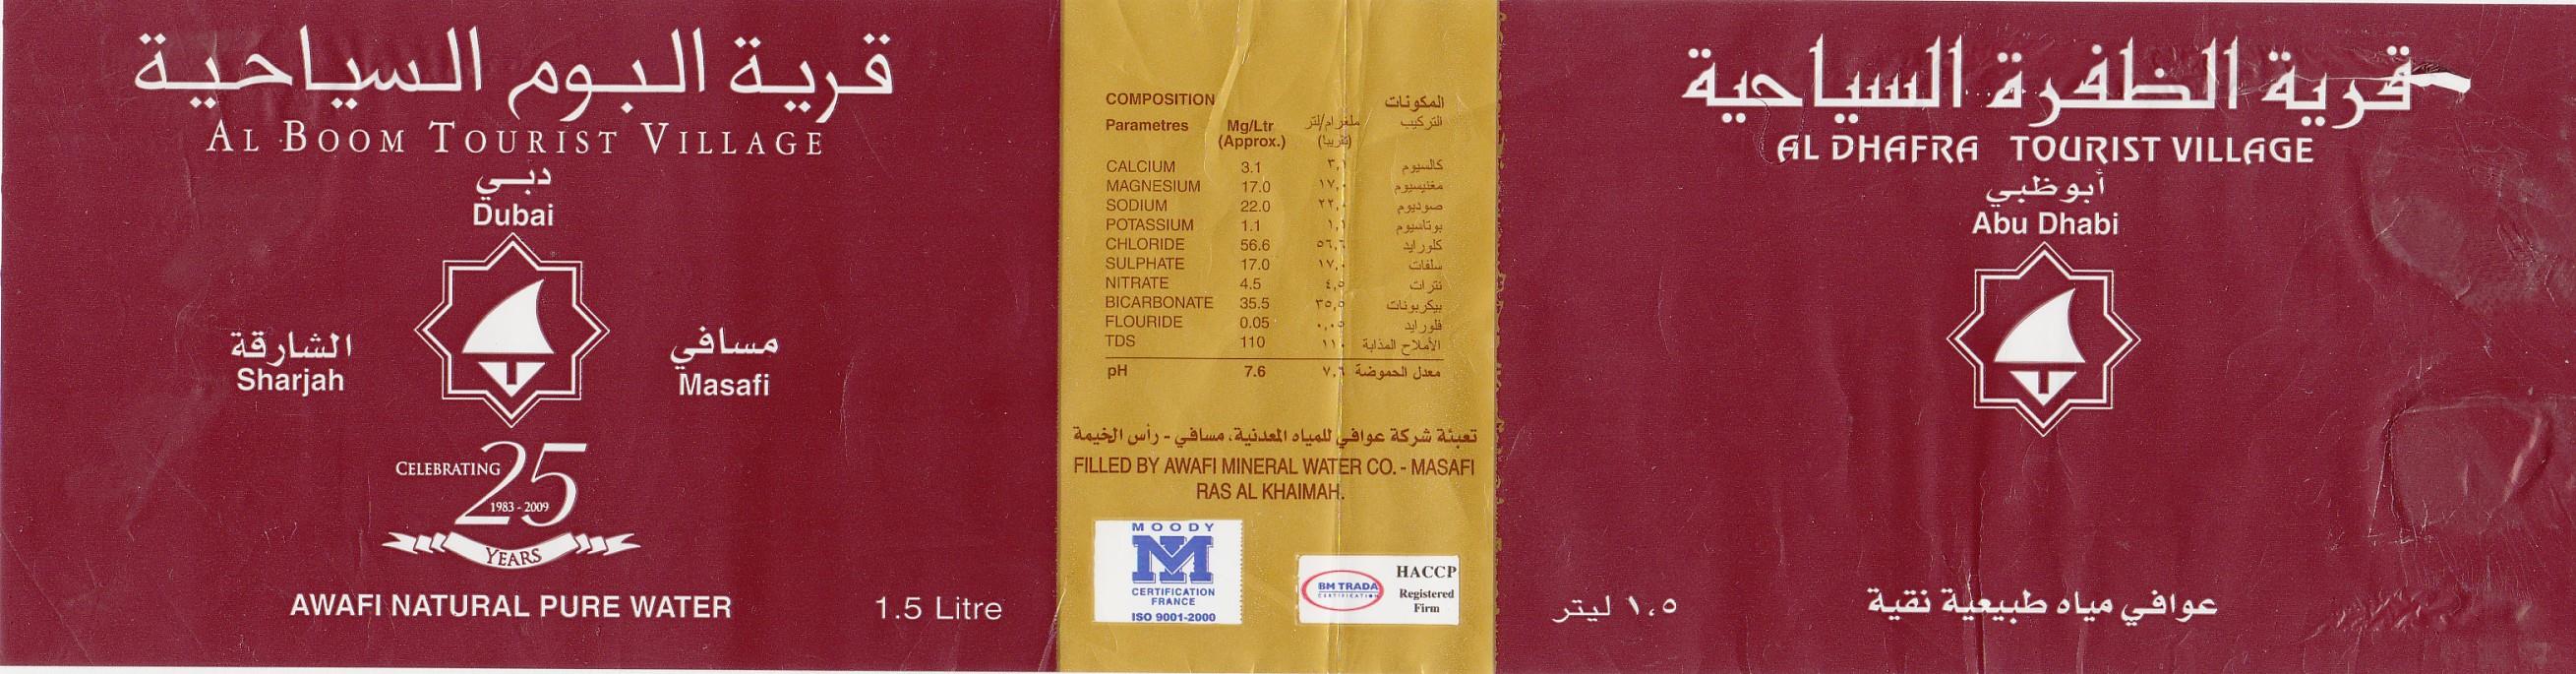 قرية البوم السياحية
AL BOOM TOURIST VILLAGE
دبي
Dubai
الشارقة
Sharjah
مسافي
Masafi
CELEBRATING 25
1983 - 2009
YEARS
AWAFI NATURAL PURE WATER
1.5 Litre
COMPOSITION المكونات
Parametres Mg/Ltr (Approx.) ملغرام/لتر (تقريبا) التركيب
CALCIUM 3.1 ٣,١ كالسيوم
MAGNESIUM 17.0 ١٧,٠ مغنيسيوم
SODIUM 22.0 ٢٢,٠ صوديوم
POTASSIUM 1.1 ١,١ بوتاسيوم
CHLORIDE 56.6 ٥٦,٦ كلورايد
SULPHATE 17.0 ١٧,٠ سلفات
NITRATE 4.5 ٤,٥ نترات
BICARBONATE 35.5 ٣٥,٥ بيكربونات
FLOURIDE 0.05 ٠,٠٥ فلورايد
TDS 110 ١١٠ الأملاح المذابة
pH 7.6 ٧,٦ معدل الحموضة
تعبئة شركة عوافي للمياه المعدنية، مسافي - رأس الخيمة
FILLED BY AWAFI MINERAL WATER CO. - MASAFI
RAS AL KHAIMAH.
MOODY
M
CERTIFICATION
FRANCE
ISO 9001-2000
BM TRADA
CERTIFICATION
HACCP
Registered
Firm
قرية الظفرة السياحية
AL DHAFRA TOURIST VILLAGE
أبوظبي
Abu Dhabi
عوافي مياه طبيعية نقية
١،٥ ليتر